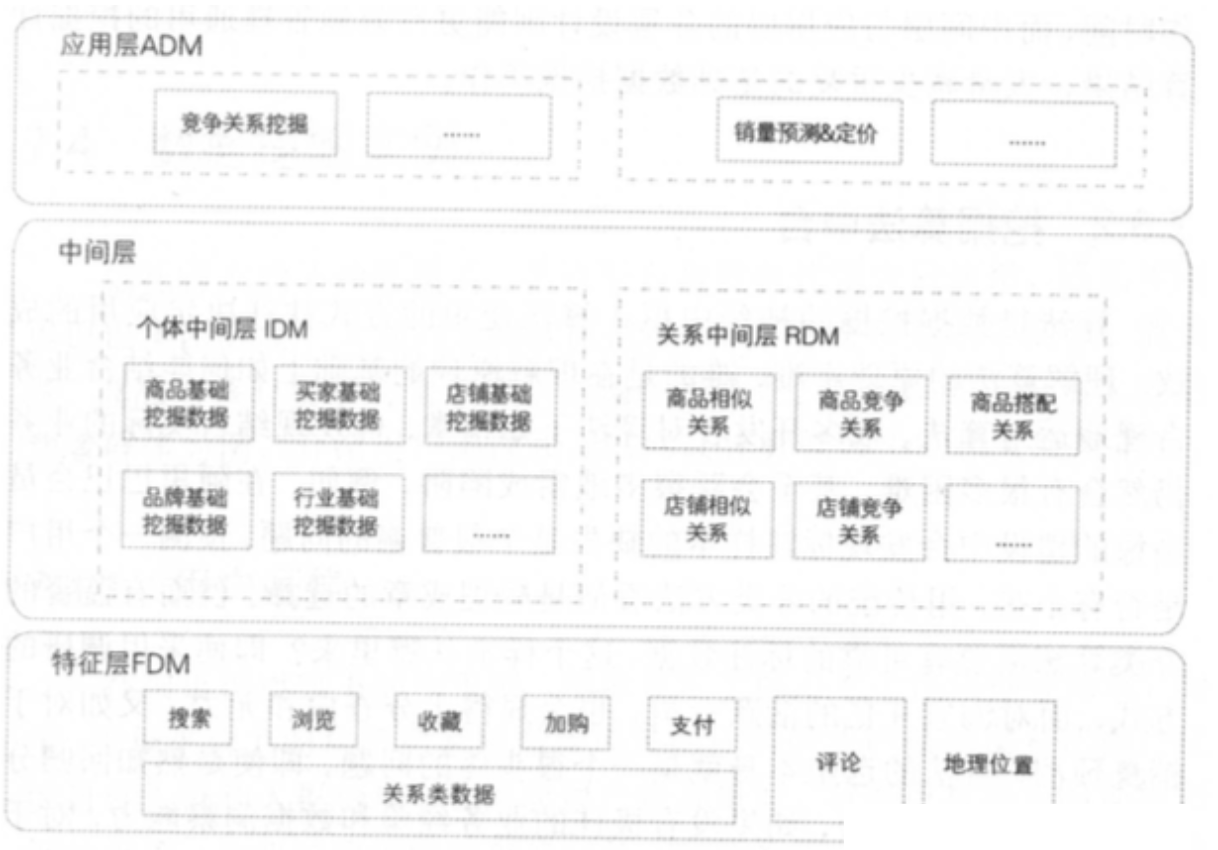 应用层ADM
竞争关系挖掘
......
销量预测&定价
......
中间层
个体中间层 IDM
商品基础
挖掘数据
买家基础
挖掘数据
店铺基础
挖掘数据
品牌基础
挖掘数据
行业基础
挖掘数据
......
关系中间层 RDM
商品相似
关系
商品竞争
关系
商品搭配
关系
店铺相似
关系
店铺竞争
关系
......
特征层FDM
搜索
浏览
收藏
加购
支付
关系类数据
评论
地理位置